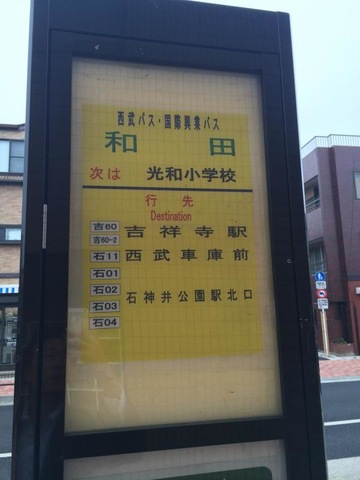 西武バス・国際興業バス
和田
次は 光和小学校
行先
Destination
吉60
吉60-2
吉祥寺駅
石11 西武車庫前
石01
石02
石03
石04
石神井公園駅北口